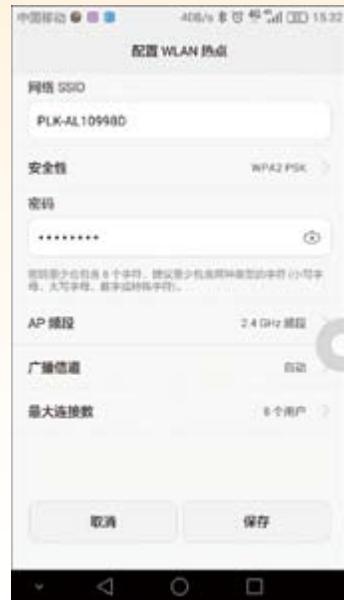 中国移动 15:32
配置 WLAN 热点
网络 SSID
PLK-AL10998D
安全性 WPA2 PSK
密码
••••••••
密码至少应包含 8 个字符，建议至少包含两种类型的字符 (小写字
母、大写字母、数字或特殊字符)。
AP 频段 2.4 GHz 频段
广播信道 自动
最大连接数 8 个用户
取消 保存